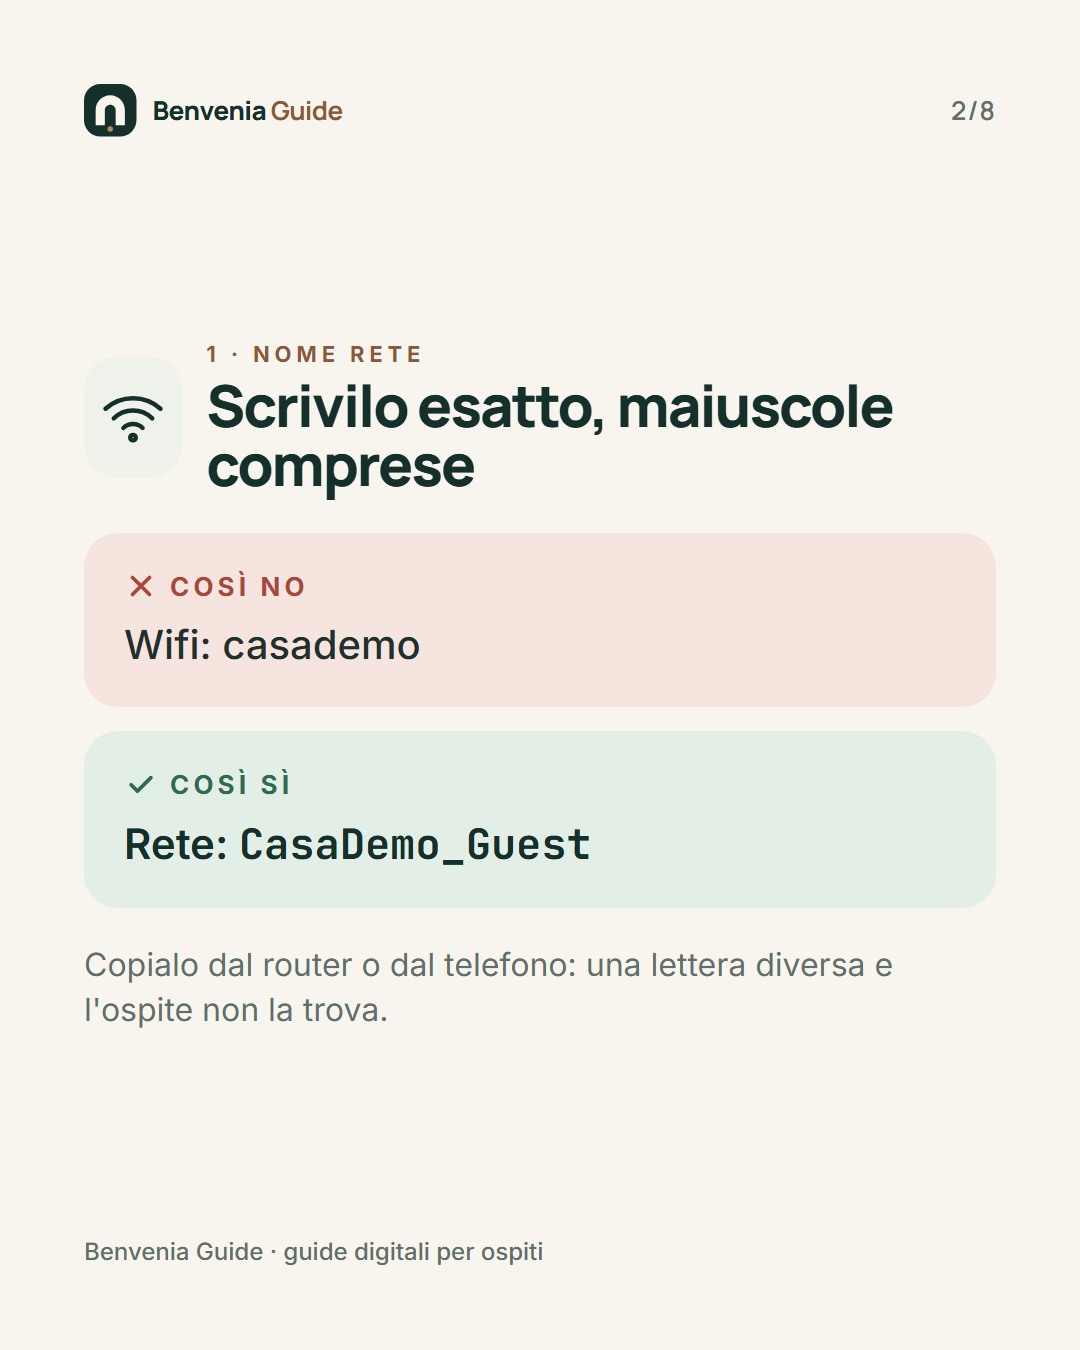 Benvenia Guide
2/8
1 · NOME RETE
Scrivilo esatto, maiuscole
comprese
COSÌ NO
Wifi: casademo
COSÌ SÌ
Rete: CasaDemo_Guest
Copialo dal router o dal telefono: una lettera diversa e
l'ospite non la trova.
Benvenia Guide · guide digitali per ospiti